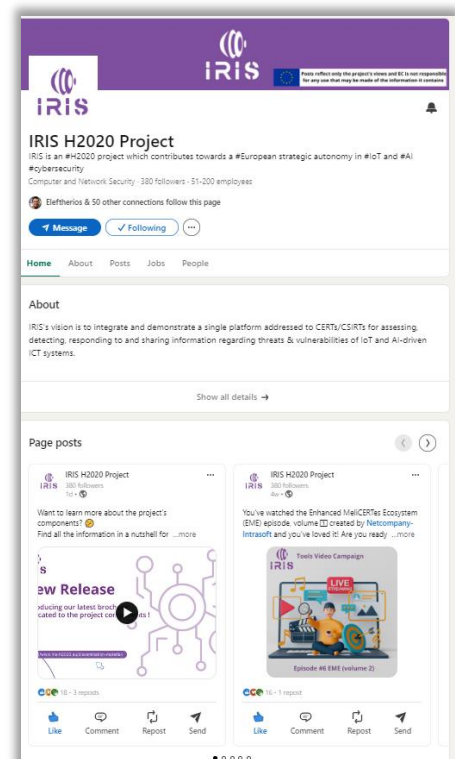 IRIS
Posts reflect only the project's views and EC is not responsible
for any use that may be made of the information it contains
IRIS
IRIS H2020 Project
IRIS is an #H2020 project which contributes towards a #European strategic autonomy in #IoT and #AI
#cybersecurity
Computer and Network Security · 380 followers · 51-200 employees
Eleftherios & 50 other connections follow this page
Message
Following
Home About Posts Jobs People
About
IRIS's vision is to integrate and demonstrate a single platform addressed to CERTs/CSIRTs for assessing,
detecting, responding to and sharing information regarding threats & vulnerabilities of IoT and AI-driven
ICT systems.
Show all details →
Page posts
IRIS
IRIS H2020 Project
380 followers
1d •
Want to learn more about the project's
components?
Find all the information in a nutshell for ...more
s
ew Release
oducing our latest broch
cated to the project com ents !
18 · 3 reposts
Like Comment Repost Send
IRIS
IRIS H2020 Project
380 followers
4w •
You've watched the Enhanced MeliCERTes Ecosystem
(EME) episode, volume 1 created by Netcompany-
Intrasoft and you've loved it! Are you ready ...more
IRIS
Tools Video Campaign
LIVE
STREAMING
Episode #6 EME (volume 2)
16 · 1 repost
Like Comment Repost Send